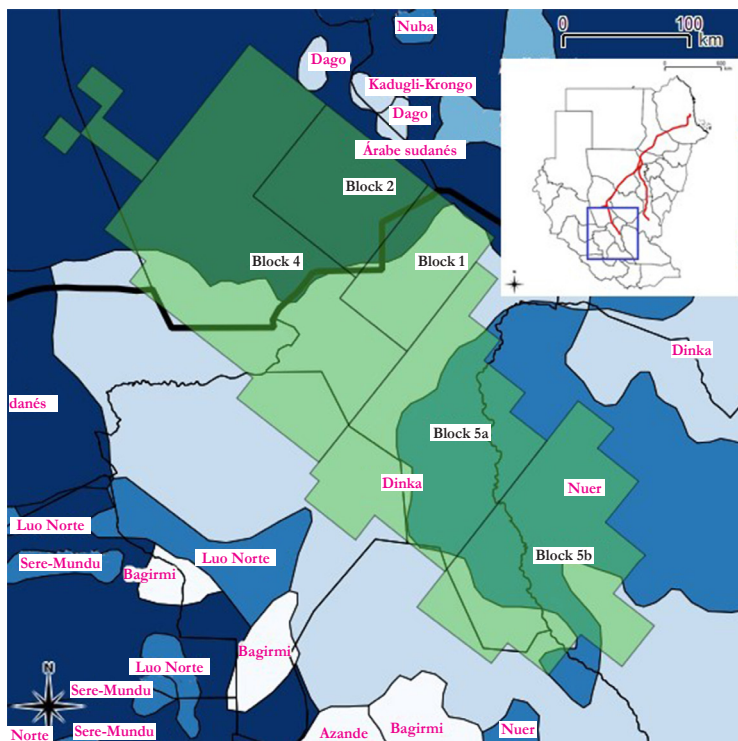 0
100
km
Nuba
Dago
Kadugli-Krongo
Dago
Árabe sudanés
Block 2
Block 4
Block 1
Dinka
danés
Block 5a
Dinka
Nuer
Luo Norte
Sere-Mundu
Bagirmi
Luo Norte
Block 5b
Bagirmi
N
Luo Norte
Sere-Mundu
Sere-Mundu
Norte
Azande
Bagirmi
Nuer